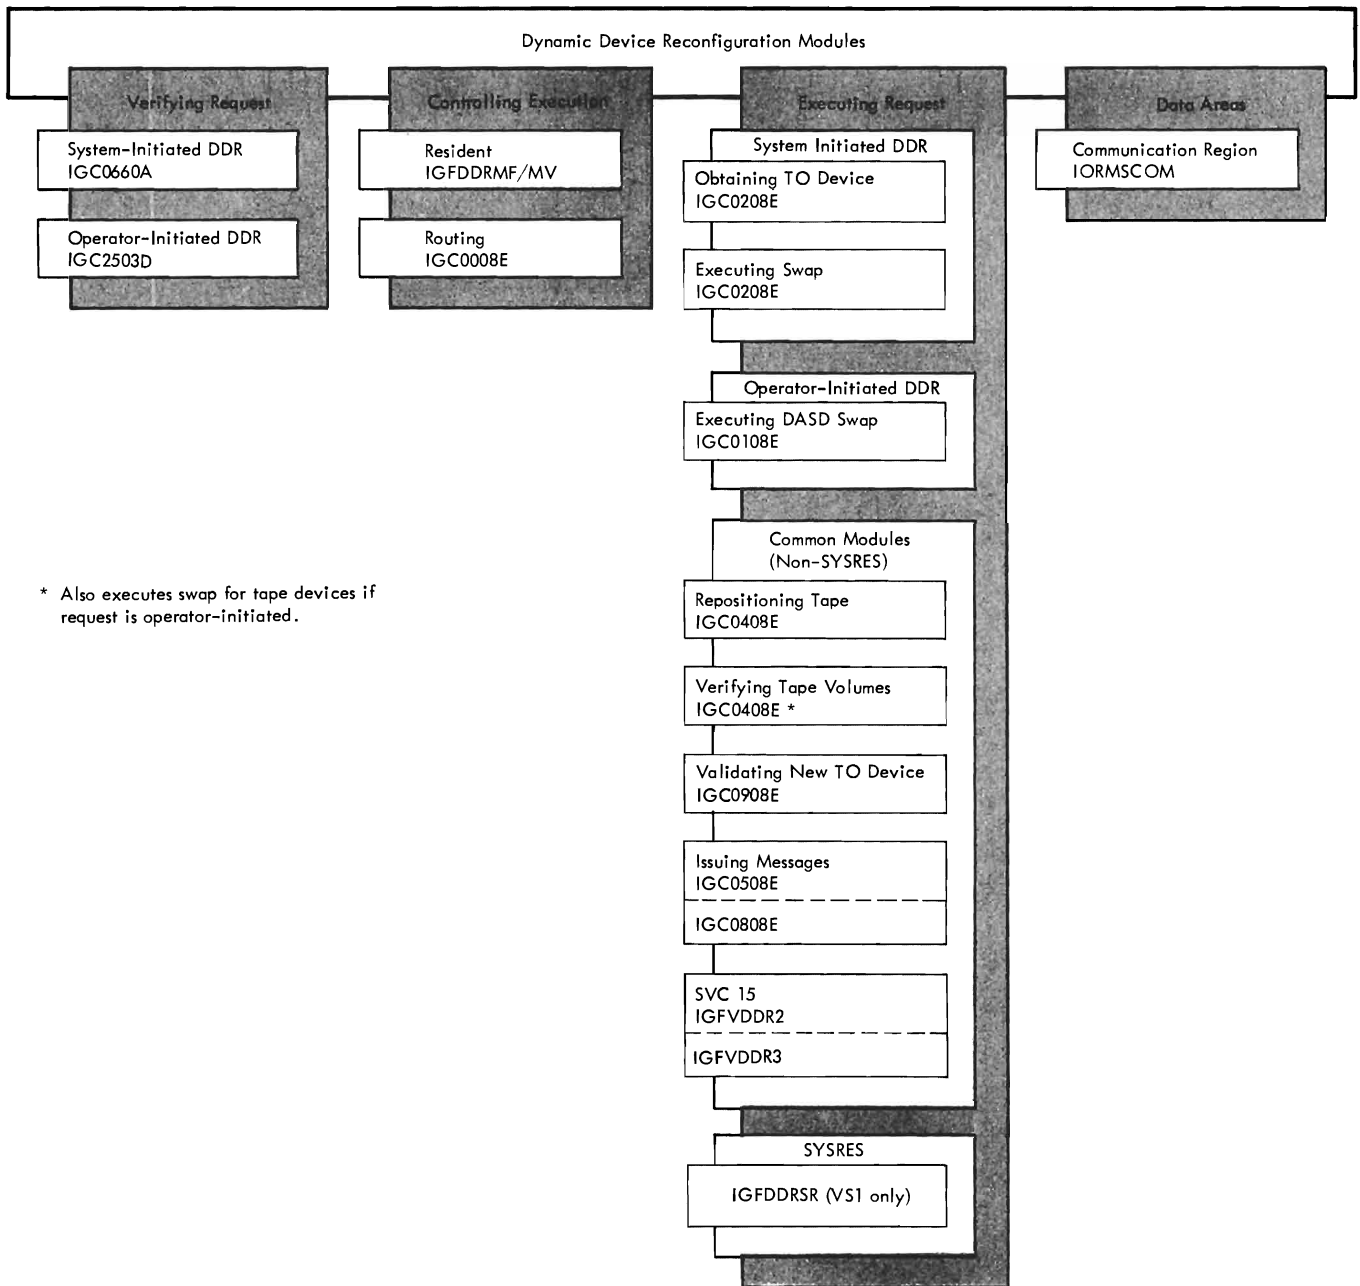 Dynamic Device Reconfiguration Modules
Verifying Request
System-Initiated DDR
IGC0660A
Operator-Initiated DDR
IGC2503D
Controlling Execution
Resident
IGFDDRMF/MV
Routing
IGC0008E
Executing Request
System Initiated DDR
Obtaining TO Device
IGC0208E
Executing Swap
IGC0208E
Operator-Initiated DDR
Executing DASD Swap
IGC0108E
Common Modules
(Non-SYSRES)
Repositioning Tape
IGC0408E
Verifying Tape Volumes
IGC0408E *
Validating New TO Device
IGC0908E
Issuing Messages
IGC0508E
IGC0808E
SVC 15
IGFVDDR2
IGFVDDR3
SYSRES
IGFDDRSR (VS1 only)
Data Areas
Communication Region
IORMSCOM
* Also executes swap for tape devices if
request is operator-initiated.